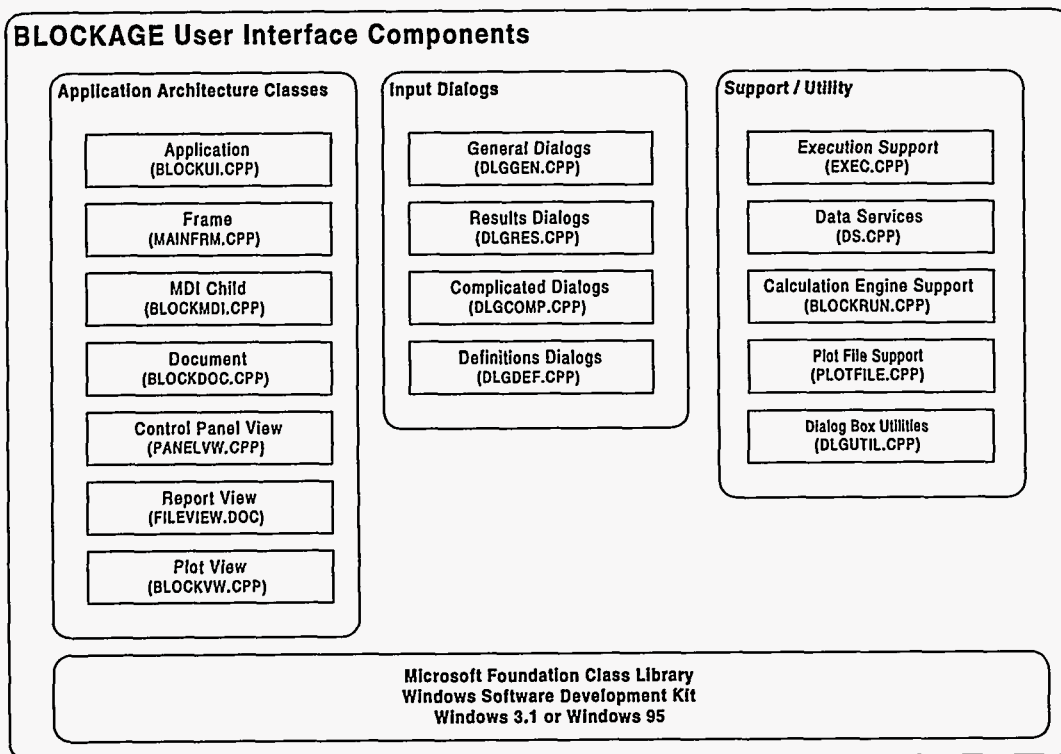 BLOCKAGE User Interface Components
Application Architecture Classes
Application
(BLOCKUI.CPP)
Frame
(MAINFRM.CPP)
MDI Child
(BLOCKMDI.CPP)
Document
(BLOCKDOC.CPP)
Control Panel View
(PANELVW.CPP)
Report View
(FILEVIEW.DOC)
Plot View
(BLOCKVW.CPP)
Input Dialogs
General Dialogs
(DLGGEN.CPP)
Results Dialogs
(DLGRES.CPP)
Complicated Dialogs
(DLGCOMP.CPP)
Definitions Dialogs
(DLGDEF.CPP)
Support / Utility
Execution Support
(EXEC.CPP)
Data Services
(DS.CPP)
Calculation Engine Support
(BLOCKRUN.CPP)
Plot File Support
(PLOTFILE.CPP)
Dialog Box Utilities
(DLGUTIL.CPP)
Microsoft Foundation Class Library
Windows Software Development Kit
Windows 3.1 or Windows 95